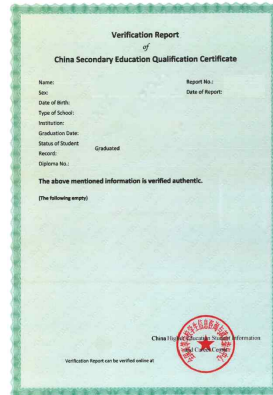 Verification Report
of
China Secondary Education Qualification Certificate
Name:
Report No.:
Sex:
Date of Report:
Date of Birth:
Type of School:
Institution:
Graduation Date:
Status of Student
Record:
Graduated
Diploma No.:
The above mentioned information is verified authentic.
(The following empty)
China Higher Education Student Information
and Career Center
Verification Report can be verified online at